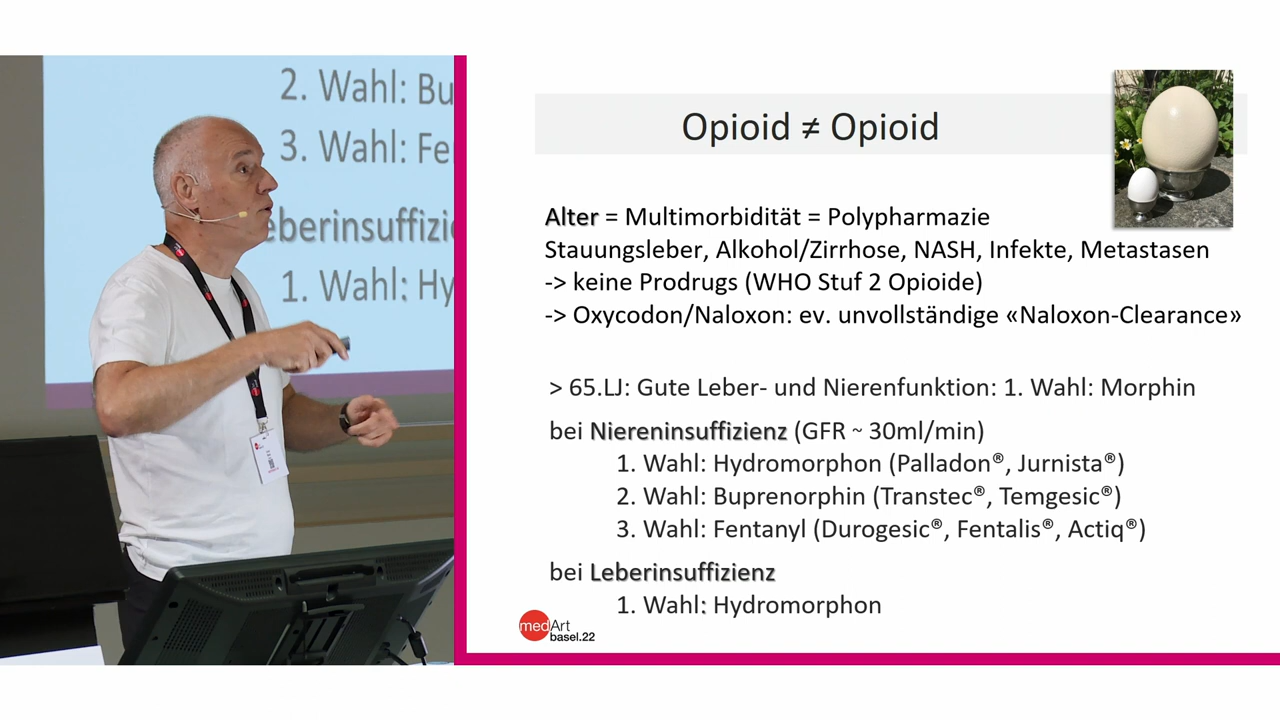 2. Wahl: Bu
3. Wahl: Fe
eberinsuffizie
1. Wahl: Hy
Opioid ≠ Opioid
Alter = Multimorbidität = Polypharmazie
Stauungsleber, Alkohol/Zirrhose, NASH, Infekte, Metastasen
-> keine Prodrugs (WHO Stuf 2 Opioide)
-> Oxycodon/Naloxon: ev. unvollständige «Naloxon-Clearance»
> 65.LJ: Gute Leber- und Nierenfunktion: 1. Wahl: Morphin
bei Niereninsuffizienz (GFR ~ 30ml/min)
1. Wahl: Hydromorphon (Palladon®, Jurnista®)
2. Wahl: Buprenorphin (Transtec®, Temgesic®)
3. Wahl: Fentanyl (Durogesic®, Fentalis®, Actiq®)
bei Leberinsuffizienz
1. Wahl: Hydromorphon
medArt
basel.22